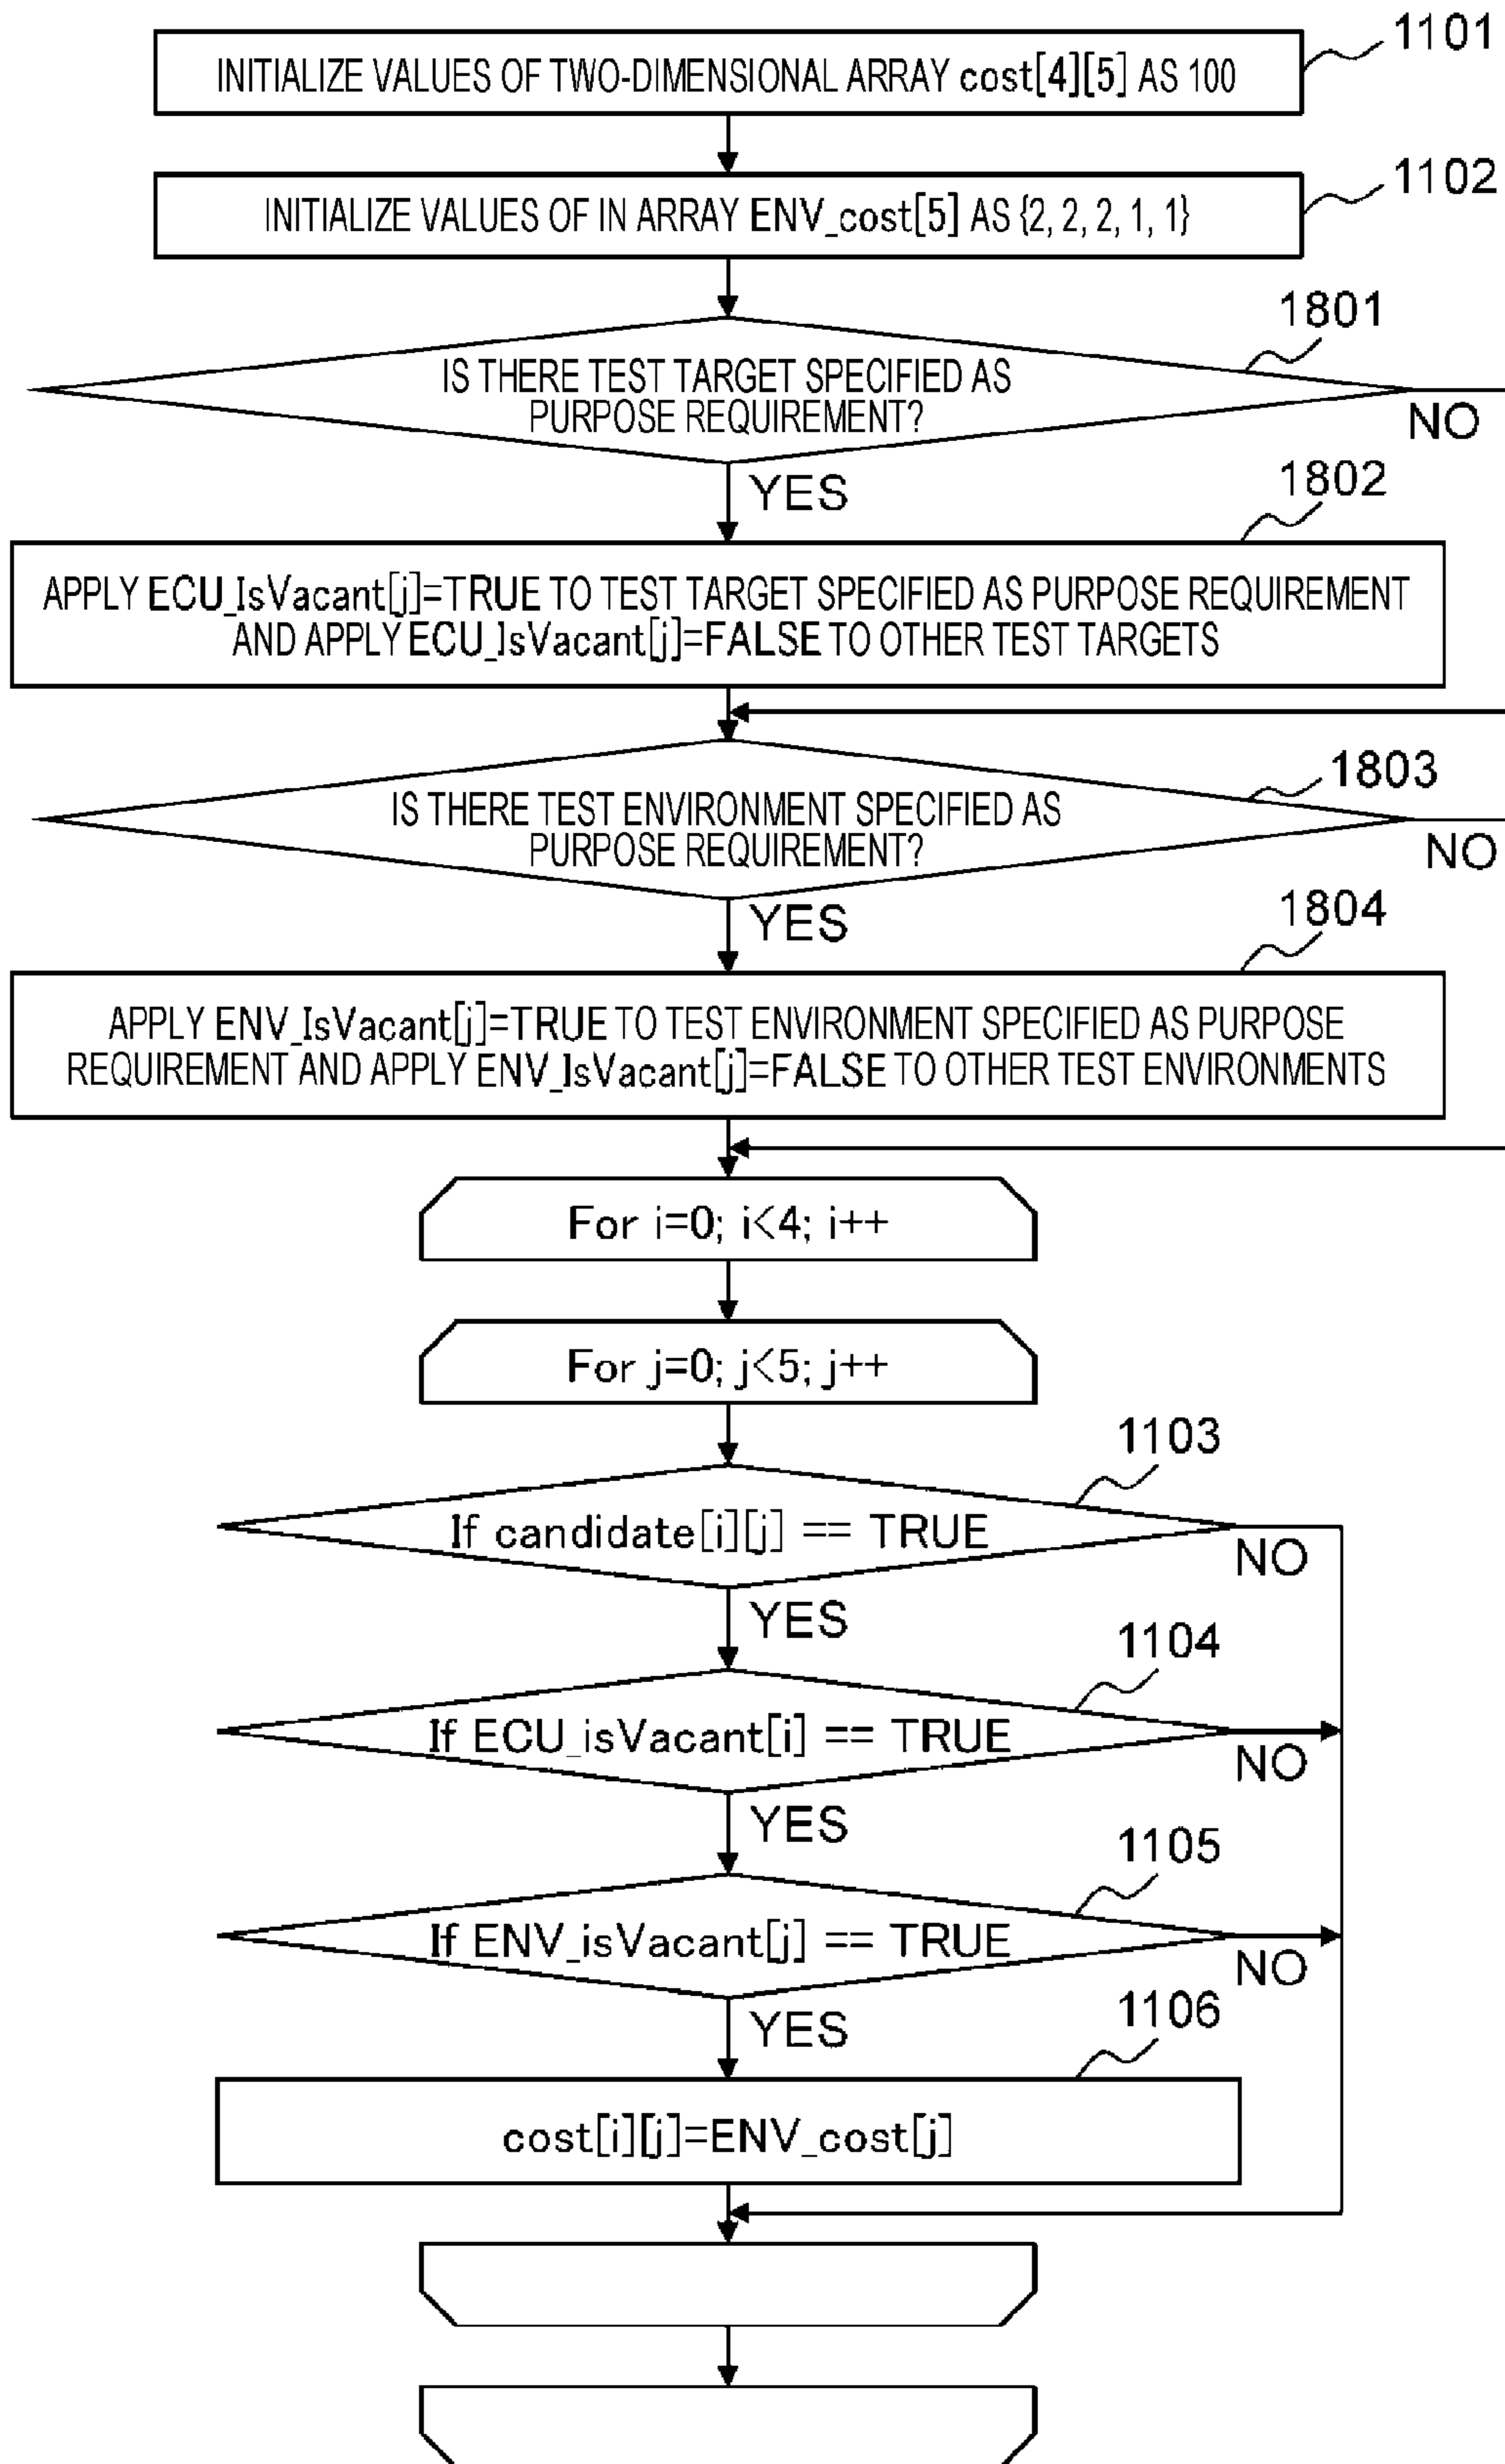 1101
INITIALIZE VALUES OF TWO-DIMENSIONAL ARRAY cost[4][5] AS 100
1102
INITIALIZE VALUES OF IN ARRAY ENV_cost[5] AS {2, 2, 2, 1, 1}
1801
IS THERE TEST TARGET SPECIFIED AS
PURPOSE REQUIREMENT?
NO
YES
1802
APPLY ECU_IsVacant[j]=TRUE TO TEST TARGET SPECIFIED AS PURPOSE REQUIREMENT
AND APPLY ECU_IsVacant[j]=FALSE TO OTHER TEST TARGETS
1803
IS THERE TEST ENVIRONMENT SPECIFIED AS
PURPOSE REQUIREMENT?
NO
YES
1804
APPLY ENV_IsVacant[j]=TRUE TO TEST ENVIRONMENT SPECIFIED AS PURPOSE
REQUIREMENT AND APPLY ENV_IsVacant[j]=FALSE TO OTHER TEST ENVIRONMENTS
For i=0; i<4; i++
For j=0; j<5; j++
1103
If candidate[i][j] == TRUE
NO
YES
1104
If ECU_isVacant[i] == TRUE
NO
YES
1105
If ENV_isVacant[j] == TRUE
NO
YES
1106
cost[i][j]=ENV_cost[j]